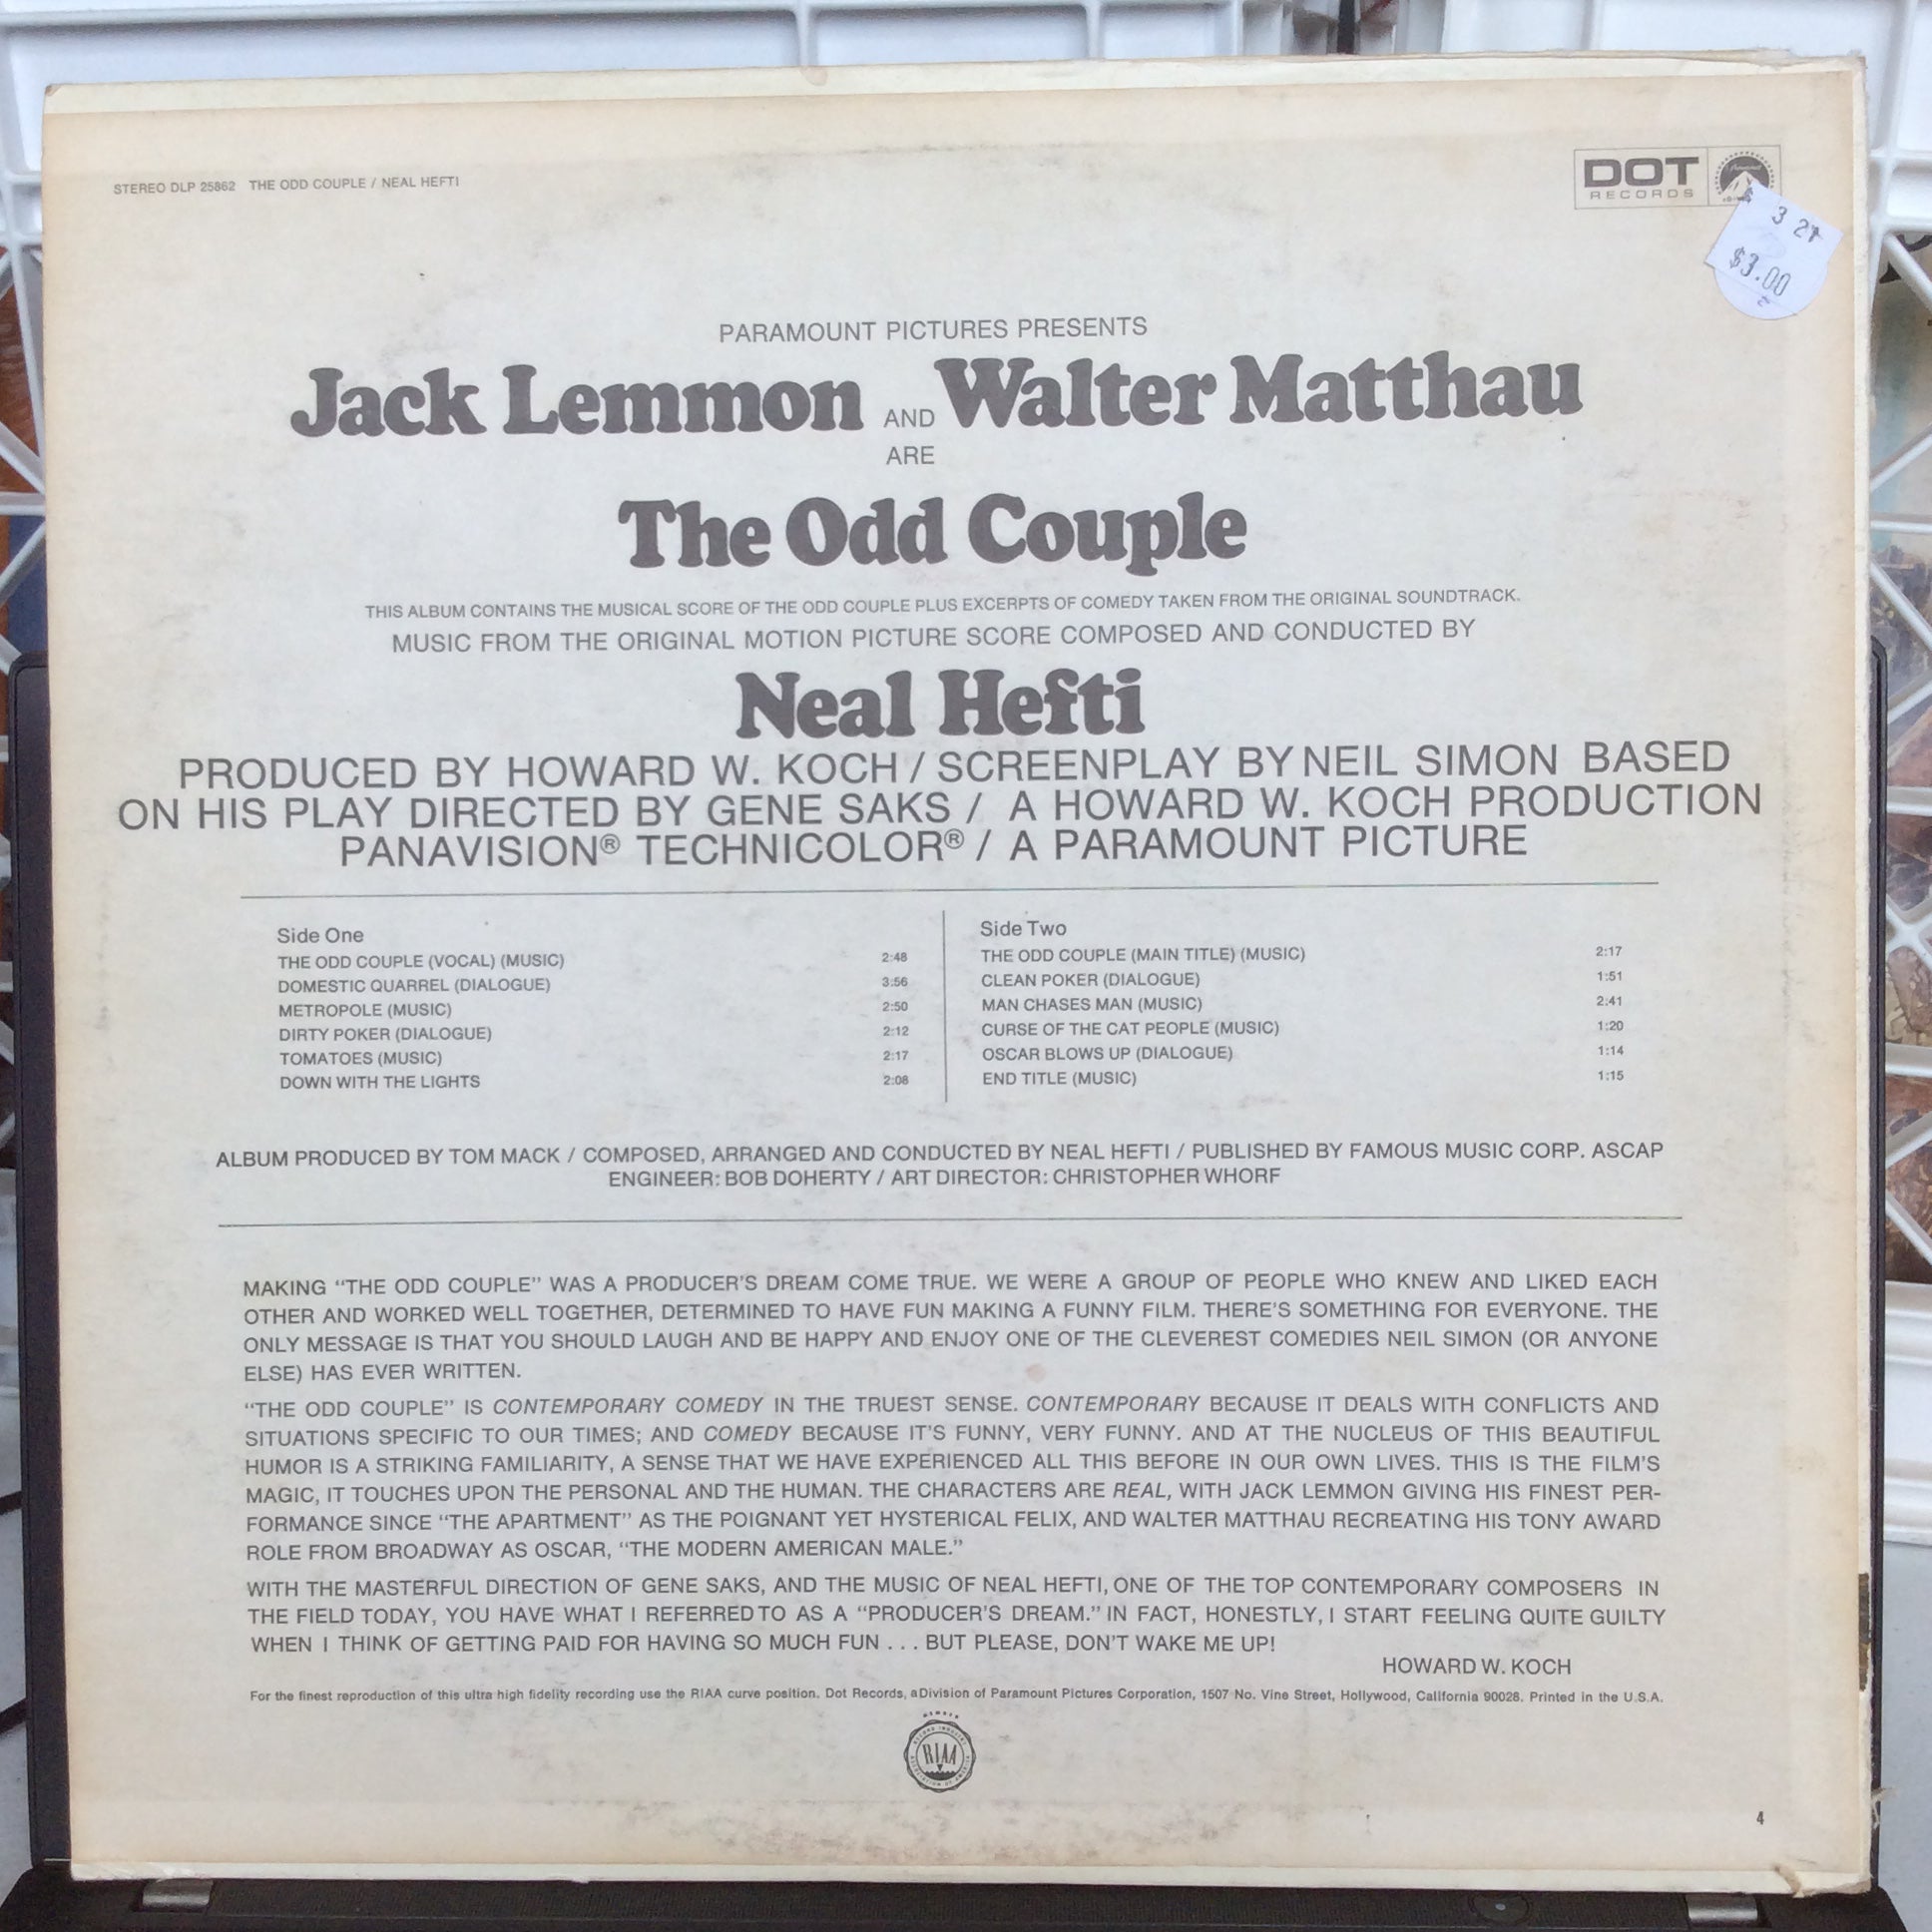 STEREO DLP 25862 THE ODD COUPLE / NEAL HEFTI
DOT
RECORDS
Paramount
3 27
$3.00
PARAMOUNT PICTURES PRESENTS
Jack Lemmon AND Walter Matthau
ARE
The Odd Couple
THIS ALBUM CONTAINS THE MUSICAL SCORE OF THE ODD COUPLE PLUS EXCERPTS OF COMEDY TAKEN FROM THE ORIGINAL SOUNDTRACK.
MUSIC FROM THE ORIGINAL MOTION PICTURE SCORE COMPOSED AND CONDUCTED BY
Neal Hefti
PRODUCED BY HOWARD W. KOCH / SCREENPLAY BY NEIL SIMON BASED
ON HIS PLAY DIRECTED BY GENE SAKS / A HOWARD W. KOCH PRODUCTION
PANAVISION® TECHNICOLOR® / A PARAMOUNT PICTURE
Side One
THE ODD COUPLE (VOCAL) (MUSIC) 2:48
DOMESTIC QUARREL (DIALOGUE) 3:56
METROPOLE (MUSIC) 2:50
DIRTY POKER (DIALOGUE) 2:12
TOMATOES (MUSIC) 2:17
DOWN WITH THE LIGHTS 2:08
Side Two
THE ODD COUPLE (MAIN TITLE) (MUSIC) 2:17
CLEAN POKER (DIALOGUE) 1:51
MAN CHASES MAN (MUSIC) 2:41
CURSE OF THE CAT PEOPLE (MUSIC) 1:20
OSCAR BLOWS UP (DIALOGUE) 1:14
END TITLE (MUSIC) 1:15
ALBUM PRODUCED BY TOM MACK / COMPOSED, ARRANGED AND CONDUCTED BY NEAL HEFTI / PUBLISHED BY FAMOUS MUSIC CORP. ASCAP
ENGINEER: BOB DOHERTY / ART DIRECTOR: CHRISTOPHER WHORF
MAKING "THE ODD COUPLE" WAS A PRODUCER'S DREAM COME TRUE. WE WERE A GROUP OF PEOPLE WHO KNEW AND LIKED EACH
OTHER AND WORKED WELL TOGETHER, DETERMINED TO HAVE FUN MAKING A FUNNY FILM. THERE'S SOMETHING FOR EVERYONE. THE
ONLY MESSAGE IS THAT YOU SHOULD LAUGH AND BE HAPPY AND ENJOY ONE OF THE CLEVEREST COMEDIES NEIL SIMON (OR ANYONE
ELSE) HAS EVER WRITTEN.
"THE ODD COUPLE" IS CONTEMPORARY COMEDY IN THE TRUEST SENSE. CONTEMPORARY BECAUSE IT DEALS WITH CONFLICTS AND
SITUATIONS SPECIFIC TO OUR TIMES; AND COMEDY BECAUSE IT'S FUNNY, VERY FUNNY. AND AT THE NUCLEUS OF THIS BEAUTIFUL
HUMOR IS A STRIKING FAMILIARITY, A SENSE THAT WE HAVE EXPERIENCED ALL THIS BEFORE IN OUR OWN LIVES. THIS IS THE FILM'S
MAGIC, IT TOUCHES UPON THE PERSONAL AND THE HUMAN. THE CHARACTERS ARE REAL, WITH JACK LEMMON GIVING HIS FINEST PER-
FORMANCE SINCE "THE APARTMENT" AS THE POIGNANT YET HYSTERICAL FELIX, AND WALTER MATTHAU RECREATING HIS TONY AWARD
ROLE FROM BROADWAY AS OSCAR, "THE MODERN AMERICAN MALE."
WITH THE MASTERFUL DIRECTION OF GENE SAKS, AND THE MUSIC OF NEAL HEFTI, ONE OF THE TOP CONTEMPORARY COMPOSERS IN
THE FIELD TODAY, YOU HAVE WHAT I REFERRED TO AS A "PRODUCER'S DREAM." IN FACT, HONESTLY, I START FEELING QUITE GUILTY
WHEN I THINK OF GETTING PAID FOR HAVING SO MUCH FUN . . . BUT PLEASE, DON'T WAKE ME UP!
HOWARD W. KOCH
For the finest reproduction of this ultra high fidelity recording use the RIAA curve position. Dot Records, a Division of Paramount Pictures Corporation, 1507 No. Vine Street, Hollywood, California 90028. Printed in the U.S.A.
MEMBER
RECORD INDUSTRY
RIAA
ASSOCIATION OF AMERICA
4